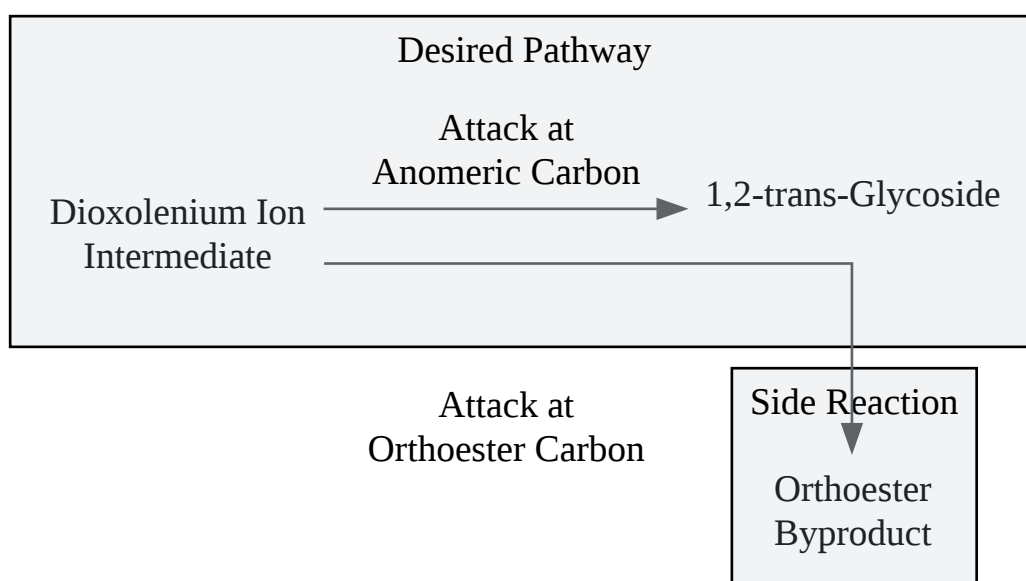 Desired Pathway
Attack at
Anomeric Carbon
1,2-trans-Glycoside
Dioxolenium Ion
Intermediate
Attack at
Orthoester Carbon
Side Reaction
Orthoester
Byproduct